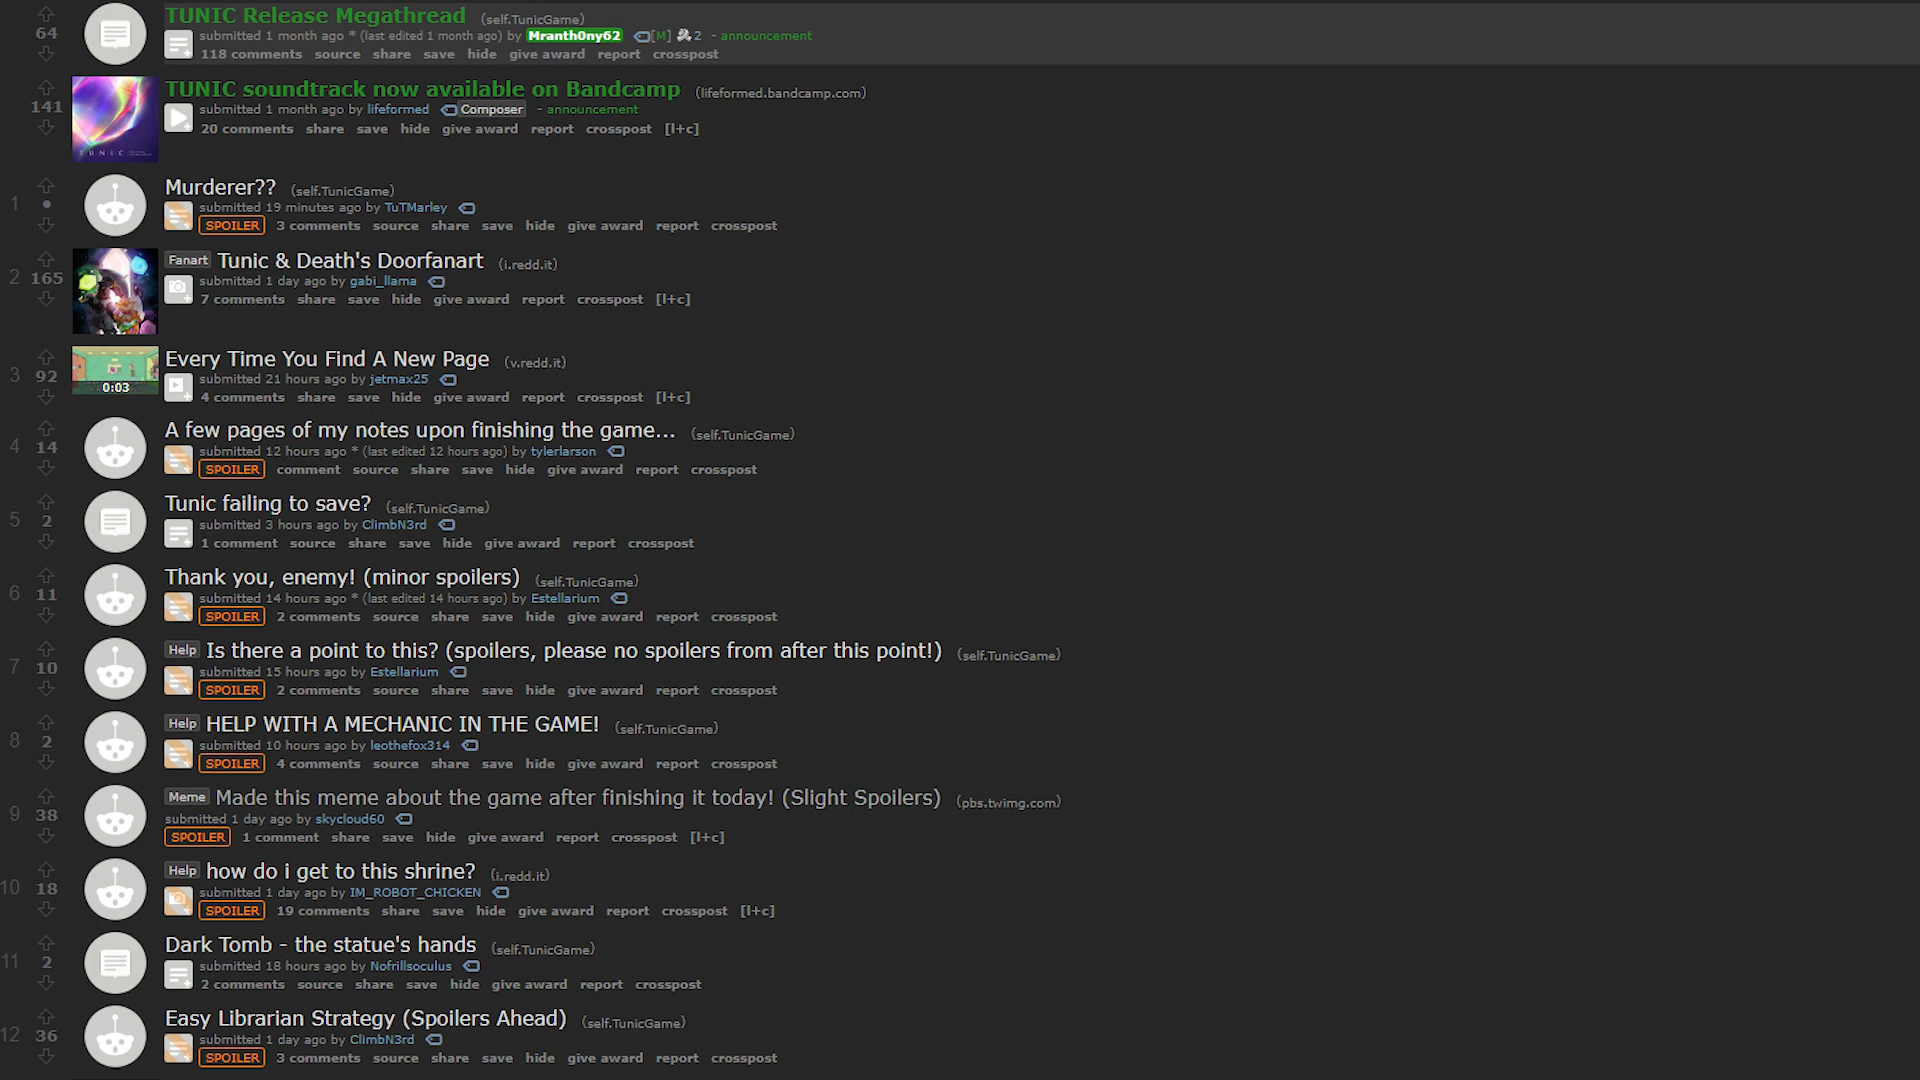 TUNIC Release Megathread (self.TunicGame)
64
submitted 1 month ago * (last edited 1 month ago) by Mranth0ny62 [M] 2 - announcement
118 comments source share save hide give award report crosspost
TUNIC soundtrack now available on Bandcamp (lifeformed.bandcamp.com)
141
submitted 1 month ago by lifeformed Composer - announcement
20 comments share save hide give award report crosspost [l+c]
TUNIC
Murderer?? (self.TunicGame)
1 •
submitted 19 minutes ago by TuTMarley
SPOILER 3 comments source share save hide give award report crosspost
Fanart Tunic & Death's Doorfanart (i.redd.it)
2 165
submitted 1 day ago by gabi_llama
7 comments share save hide give award report crosspost [l+c]
Every Time You Find A New Page (v.redd.it)
3 92
submitted 21 hours ago by jetmax25
0:03
4 comments share save hide give award report crosspost [l+c]
A few pages of my notes upon finishing the game... (self.TunicGame)
4 14
submitted 12 hours ago * (last edited 12 hours ago) by tylerlarson
SPOILER comment source share save hide give award report crosspost
Tunic failing to save? (self.TunicGame)
5 2
submitted 3 hours ago by ClimbN3rd
1 comment source share save hide give award report crosspost
Thank you, enemy! (minor spoilers) (self.TunicGame)
6 11
submitted 14 hours ago * (last edited 14 hours ago) by Estellarium
SPOILER 2 comments source share save hide give award report crosspost
Help Is there a point to this? (spoilers, please no spoilers from after this point!) (self.TunicGame)
7 10
submitted 15 hours ago by Estellarium
SPOILER 2 comments source share save hide give award report crosspost
Help HELP WITH A MECHANIC IN THE GAME! (self.TunicGame)
8 2
submitted 10 hours ago by leothefox314
SPOILER 4 comments source share save hide give award report crosspost
Meme Made this meme about the game after finishing it today! (Slight Spoilers) (pbs.twimg.com)
9 38
submitted 1 day ago by skycloud60
SPOILER 1 comment share save hide give award report crosspost [l+c]
Help how do i get to this shrine? (i.redd.it)
10 18
submitted 1 day ago by IM_ROBOT_CHICKEN
SPOILER 19 comments share save hide give award report crosspost [l+c]
Dark Tomb - the statue's hands (self.TunicGame)
11 2
submitted 18 hours ago by Nofrillsoculus
2 comments source share save hide give award report crosspost
Easy Librarian Strategy (Spoilers Ahead) (self.TunicGame)
12 36
submitted 1 day ago by ClimbN3rd
SPOILER 3 comments source share save hide give award report crosspost